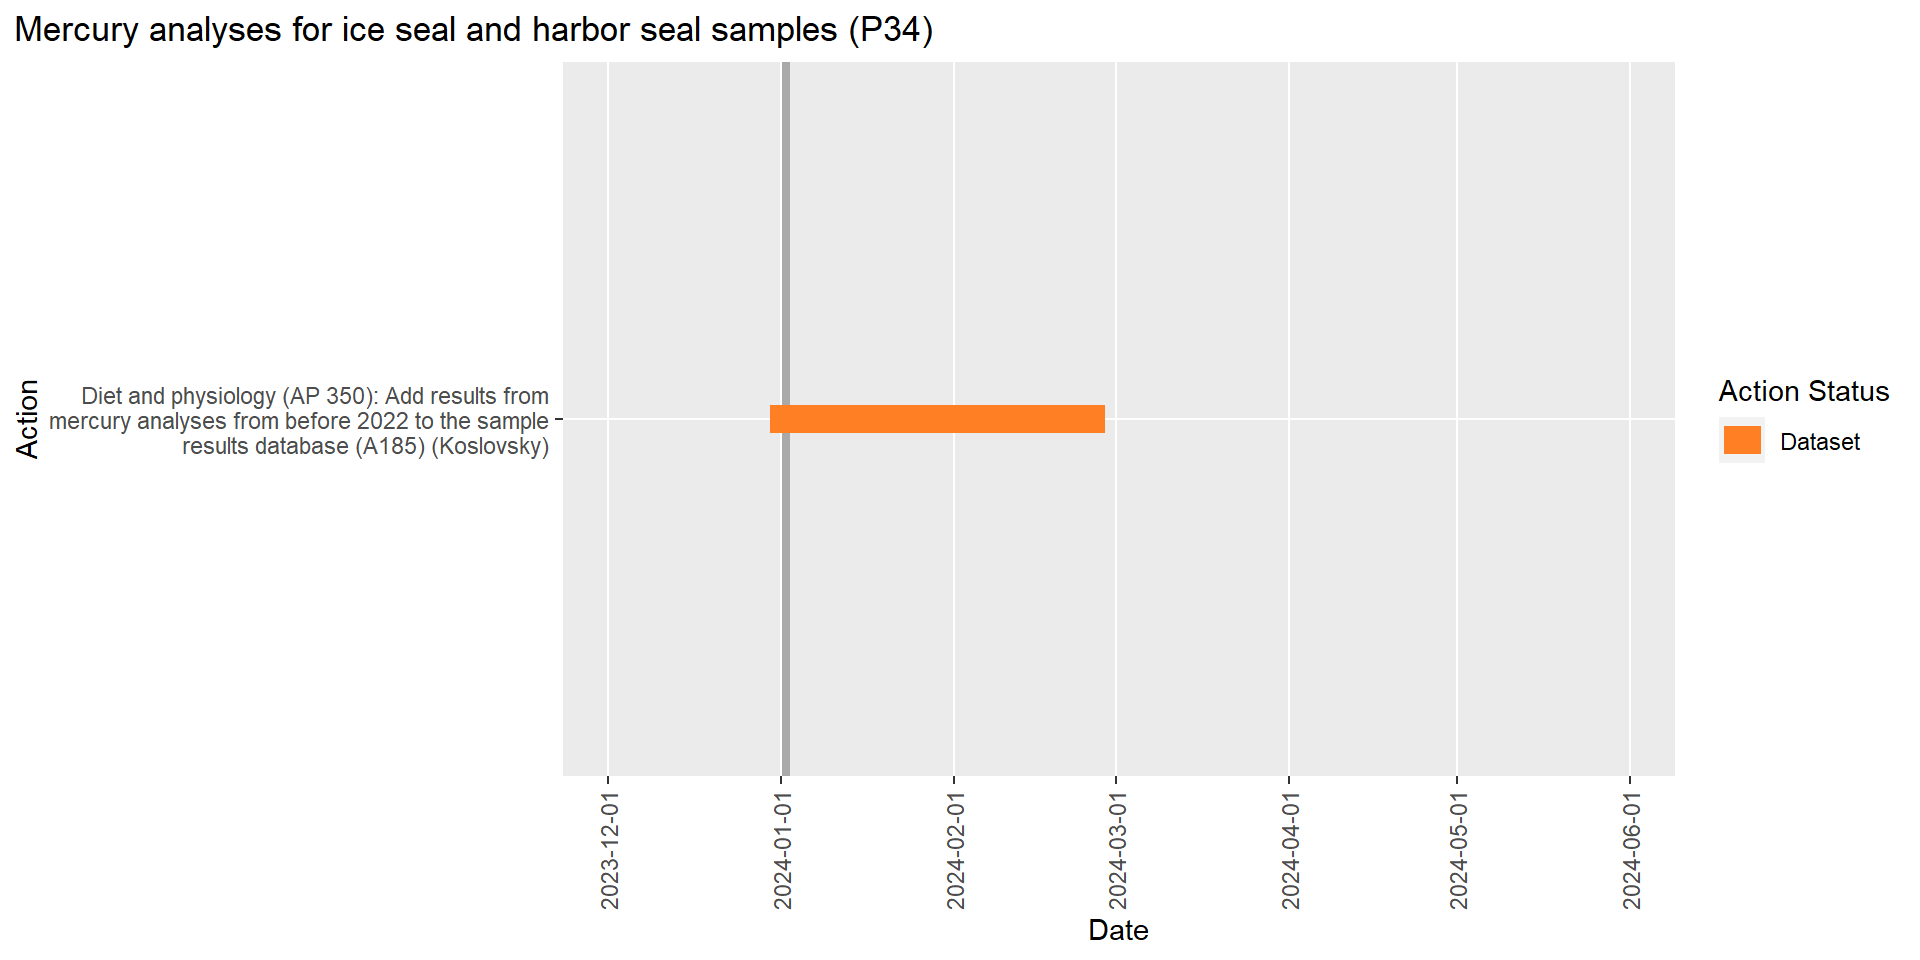 Mercury analyses for ice seal and harbor seal samples (P34)
Action
Diet and physiology (AP 350): Add results from
mercury analyses from before 2022 to the sample
results database (A185) (Koslovsky)
Action Status
Dataset
2023-12-01
2024-01-01
2024-02-01
2024-03-01
2024-04-01
2024-05-01
2024-06-01
Date